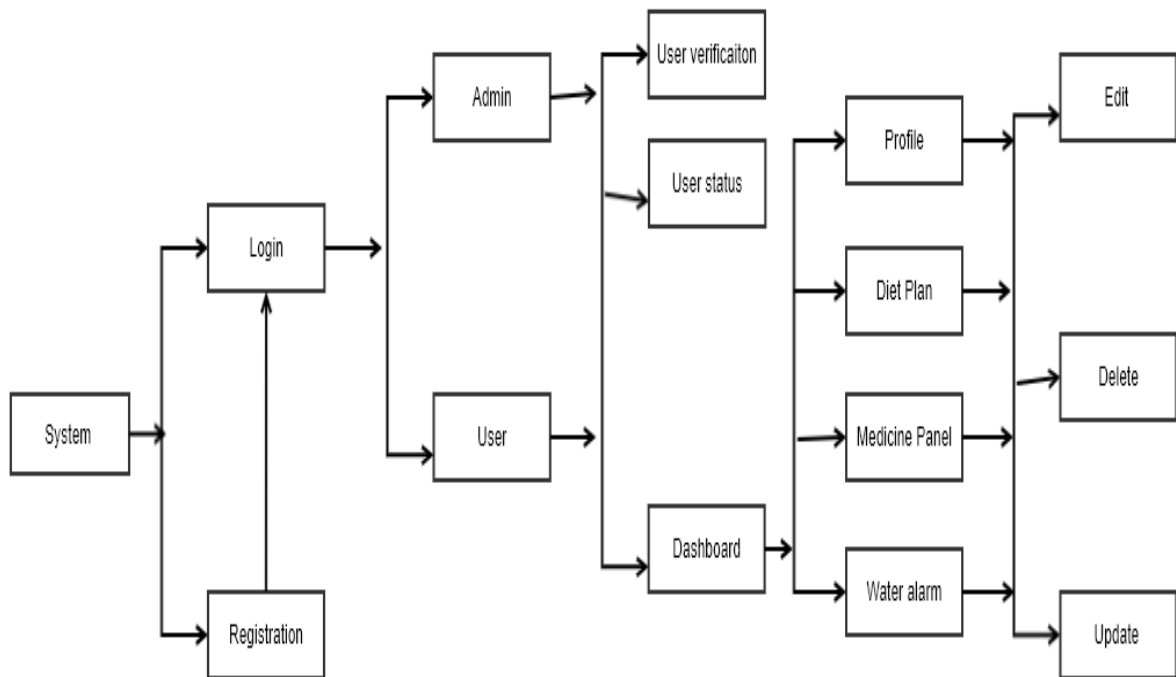 System
Login
Registration
Admin
User
User verificaiton
User status
Dashboard
Profile
Diet Plan
Medicine Panel
Water alarm
Edit
Delete
Update